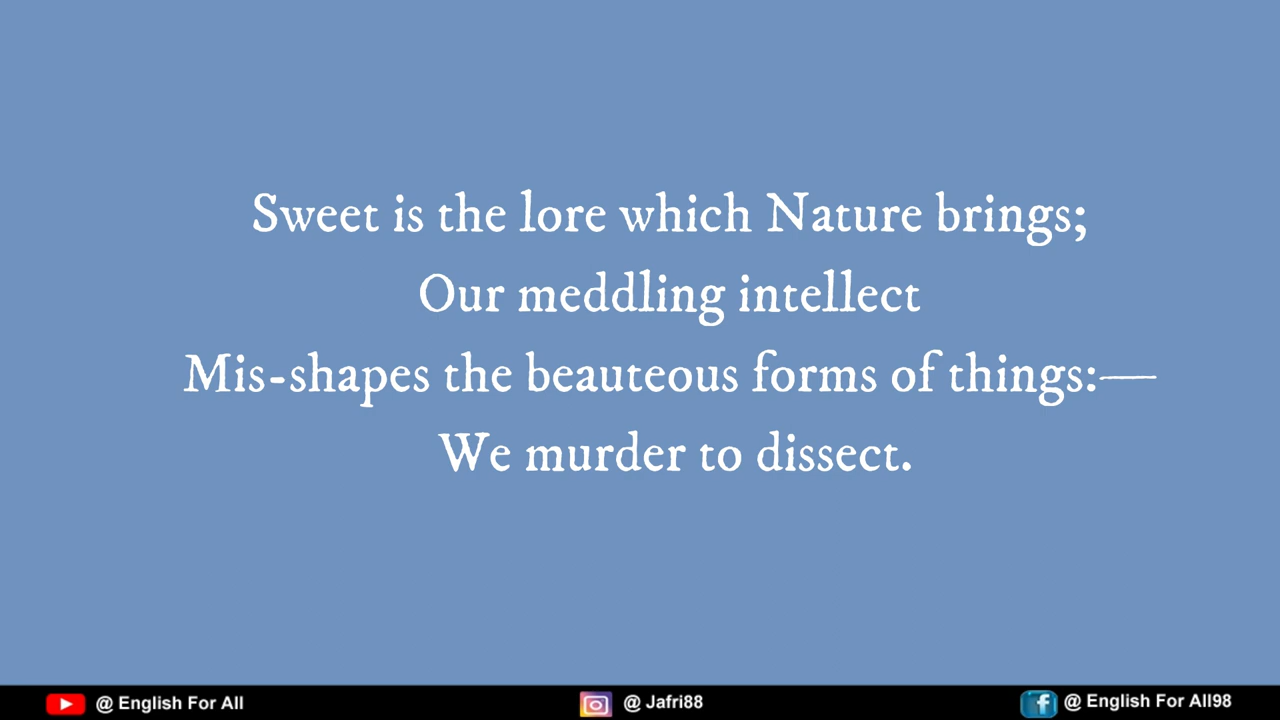 Sweet is the lore which Nature brings;
Our meddling intellect
Mis-shapes the beauteous forms of things:—
We murder to dissect.
@ English For All
@ Jafri88
@ English For All98